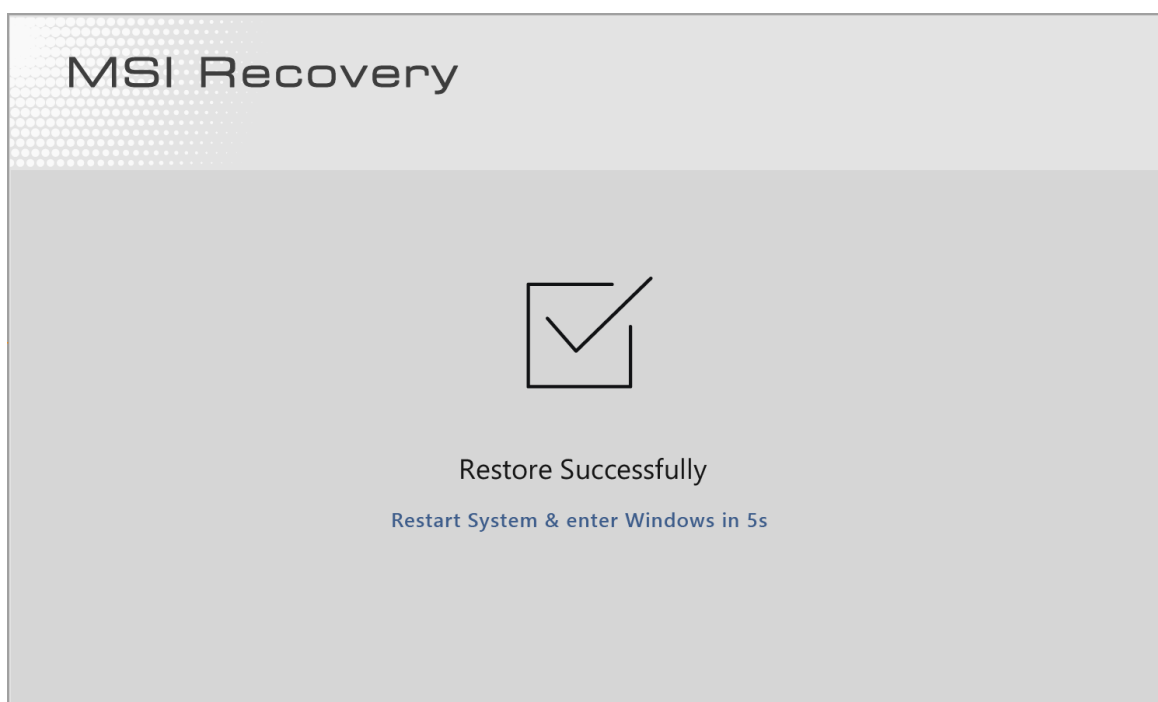 MSI Recovery
Restore Successfully
Restart System & enter Windows in 5s